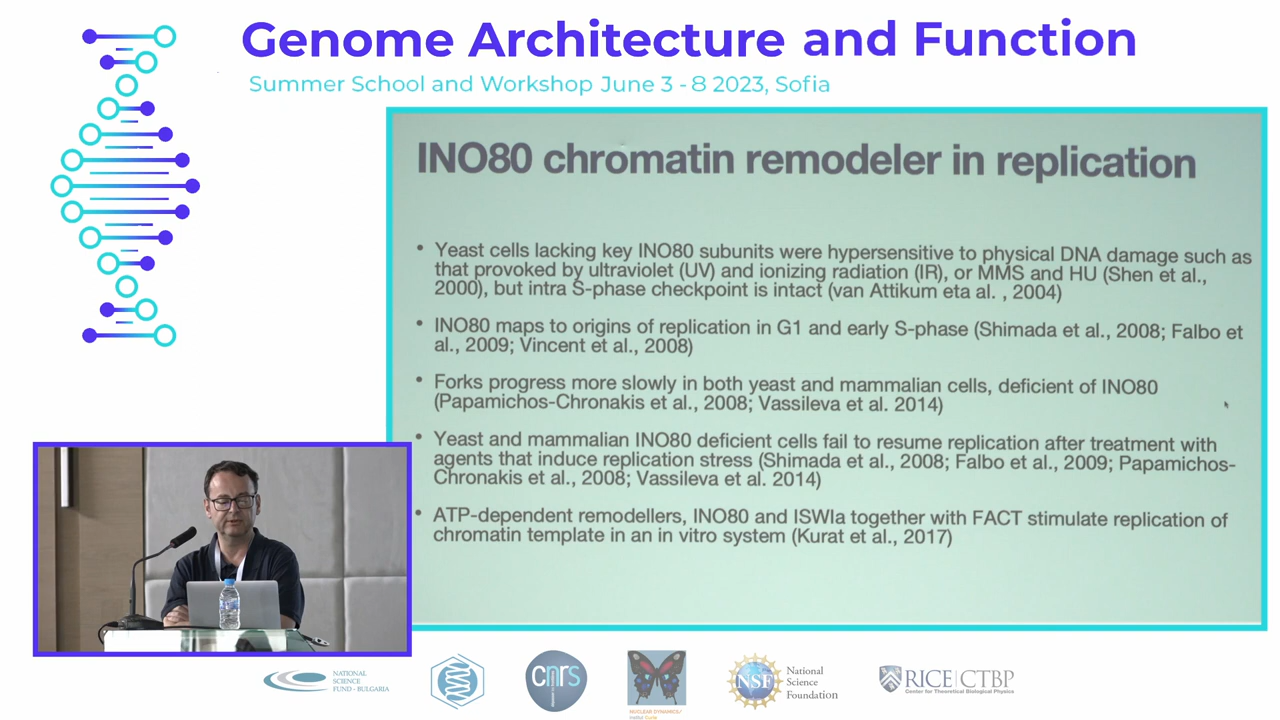 Genome Architecture and Function
Summer School and Workshop June 3 - 8 2023, Sofia
INO80 chromatin remodeler in replication
• Yeast cells lacking key INO80 subunits were hypersensitive to physical DNA damage such as
that provoked by ultraviolet (UV) and ionizing radiation (IR), or MMS and HU (Shen et al.,
2000), but intra S-phase checkpoint is intact (van Attikum eta al. , 2004)
• INO80 maps to origins of replication in G1 and early S-phase (Shimada et al., 2008; Falbo et
al., 2009; Vincent et al., 2008)
• Forks progress more slowly in both yeast and mammalian cells, deficient of INO80
(Papamichos-Chronakis et al., 2008; Vassileva et al. 2014)
• Yeast and mammalian INO80 deficient cells fail to resume replication after treatment with
agents that induce replication stress (Shimada et al., 2008; Falbo et al., 2009; Papamichos-
Chronakis et al., 2008; Vassileva et al. 2014)
• ATP-dependent remodellers, INO80 and ISWIa together with FACT stimulate replication of
chromatin template in an in vitro system (Kurat et al., 2017)
NATIONAL
SCIENCE
FUND - BULGARIA
cnrs
NUCLEAR DYNAMICS/
Institut Curie
NSF
National
Science
Foundation
RICE | CTBP
Center for Theoretical Biological Physics